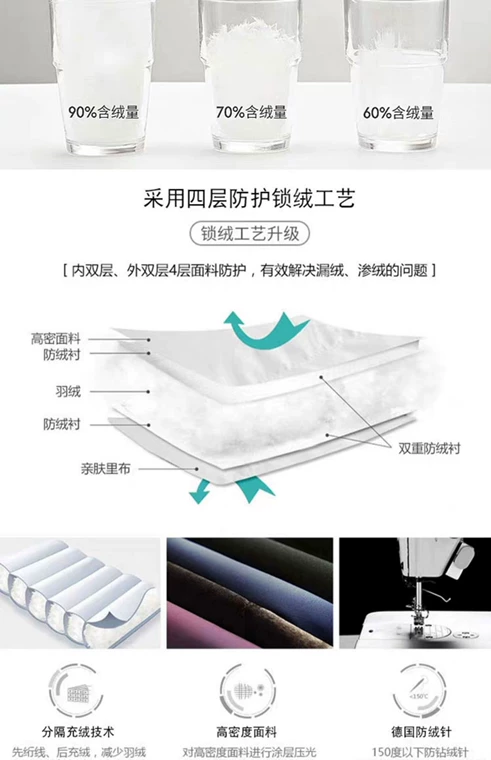 90%含绒量
70%含绒量
60%含绒量
采用四层防护锁绒工艺
锁绒工艺升级
[ 内双层、外双层4层面料防护，有效解决漏绒、渗绒的问题 ]
高密面料
防绒衬
羽绒
防绒衬
双重防绒衬
亲肤里布
<150℃
分隔充绒技术
高密度面料
德国防绒针
先绗线、后充绒，减少羽绒
对高密度面料进行涂层压光
150度以下防钻绒针